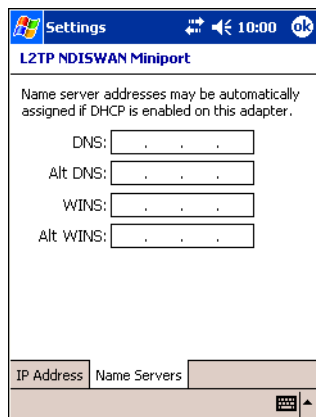 Settings 10:00 ok
L2TP NDISWAN Miniport
Name server addresses may be automatically
assigned if DHCP is enabled on this adapter.
DNS: . . .
Alt DNS: . . .
WINS: . . .
Alt WINS: . . .
IP Address Name Servers